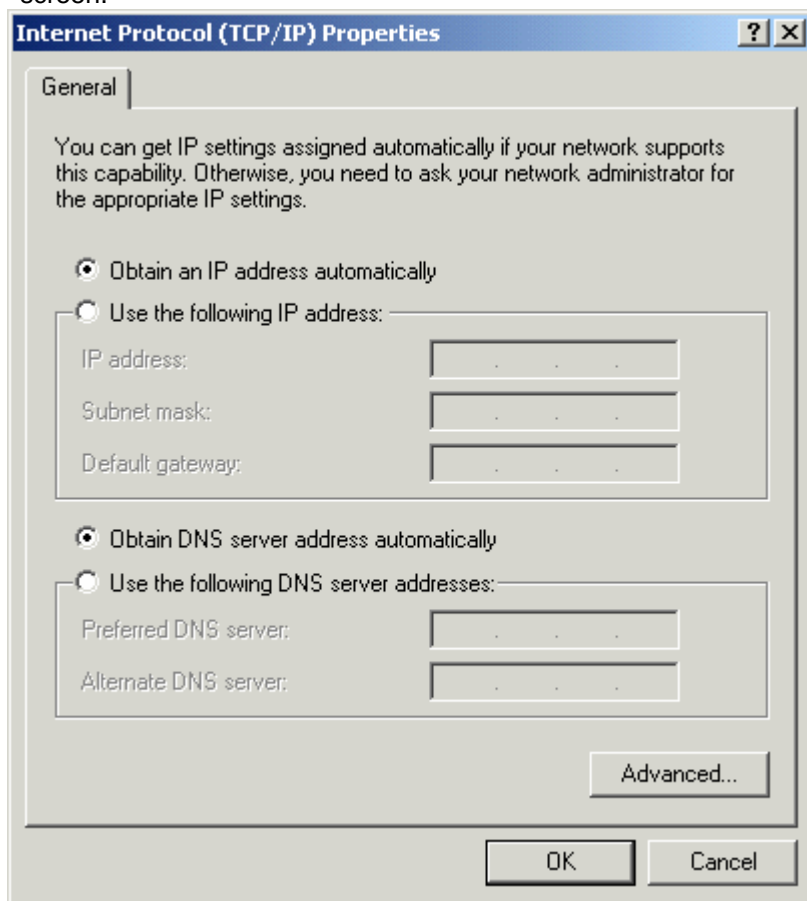 screen.
Internet Protocol (TCP/IP) Properties
General
You can get IP settings assigned automatically if your network supports
this capability. Otherwise, you need to ask your network administrator for
the appropriate IP settings.
Obtain an IP address automatically
Use the following IP address:
IP address:
Subnet mask:
Default gateway:
Obtain DNS server address automatically
Use the following DNS server addresses:
Preferred DNS server:
Alternate DNS server:
Advanced...
OK
Cancel